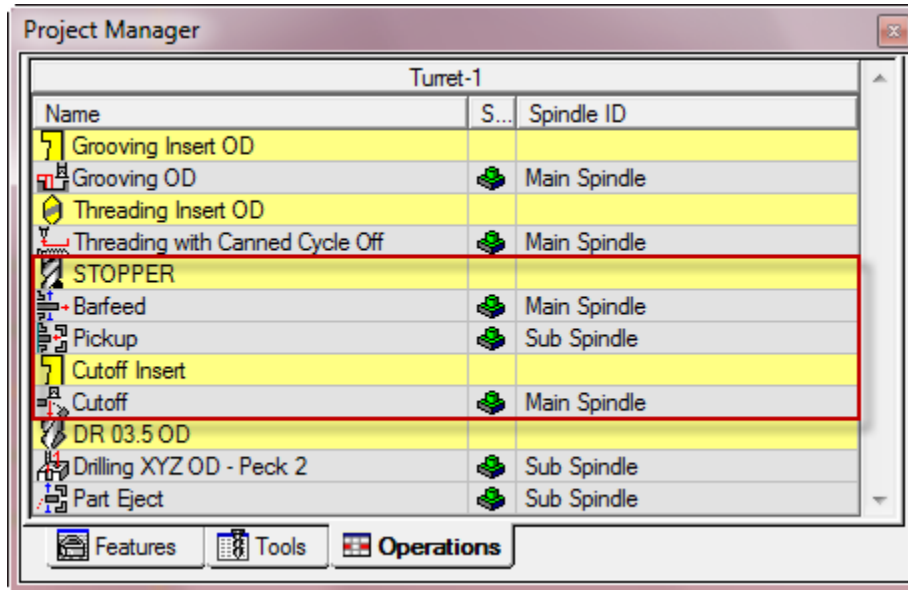 Project Manager
Turret-1
Name S... Spindle ID
Grooving Insert OD
Grooving OD Main Spindle
Threading Insert OD
Threading with Canned Cycle Off Main Spindle
STOPPER
Barfeed Main Spindle
Pickup Sub Spindle
Cutoff Insert
Cutoff Main Spindle
DR 03.5 OD
Drilling XYZ OD - Peck 2 Sub Spindle
Part Eject Sub Spindle
Features Tools Operations